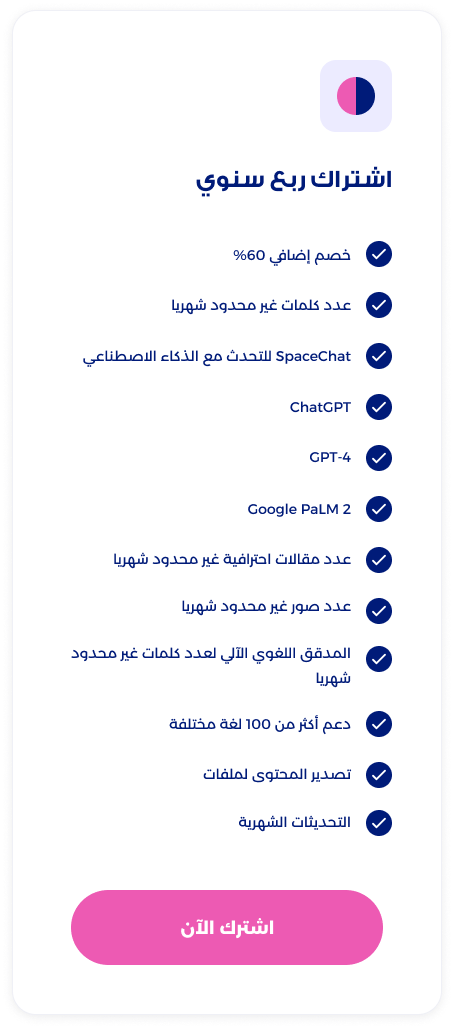 اشتراك ربع سنوي
خصم إضافي 60%
عدد كلمات غير محدود شهريا
SpaceChat للتحدث مع الذكاء الاصطناعي
ChatGPT
GPT-4
Google PaLM 2
عدد مقالات احترافية غير محدود شهريا
عدد صور غير محدود شهريا
المدقق اللغوي الآلي لعدد كلمات غير محدود
شهريا
دعم أكثر من 100 لغة مختلفة
تصدير المحتوى لملفات
التحديثات الشهرية
اشترك الآن